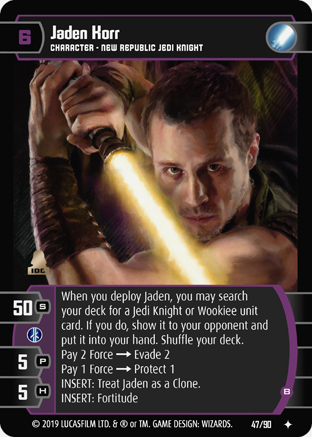 6
Jaden Korr
CHARACTER - NEW REPUBLIC JEDI KNIGHT
IDC
50 S
5 P
5 H
When you deploy Jaden, you may search
your deck for a Jedi Knight or Wookiee unit
card. If you do, show it to your opponent and
put it into your hand. Shuffle your deck.
Pay 2 Force → Evade 2
Pay 1 Force → Protect 1
INSERT: Treat Jaden as a Clone.
INSERT: Fortitude
B
© 2019 LUCASFILM LTD. & ® or TM. GAME DESIGN: WIZARDS.
47/90